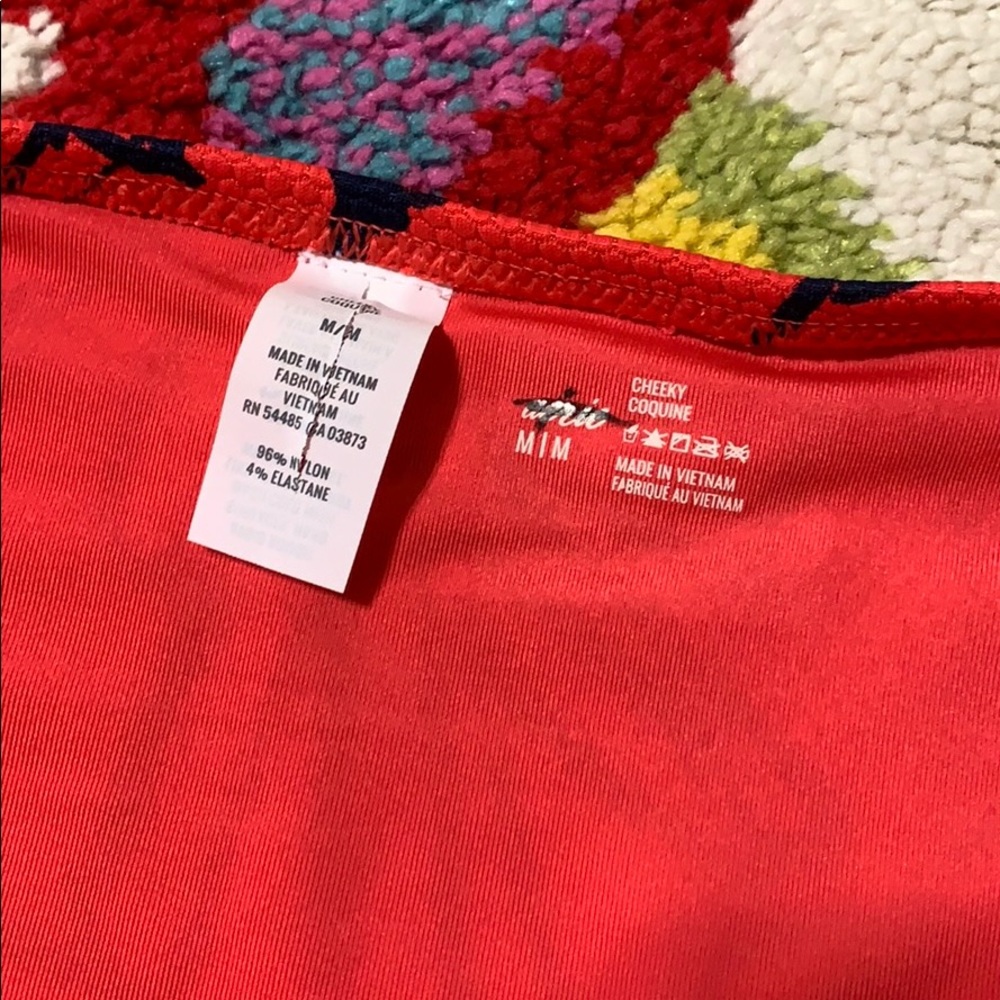 M/M
MADE IN VIETNAM
FABRIQUÉ AU
VIETNAM
RN 54485 CA 03873
96% NYLON
4% ELASTANE
aerie
M|M
CHEEKY
COQUINE
MADE IN VIETNAM
FABRIQUÉ AU VIETNAM